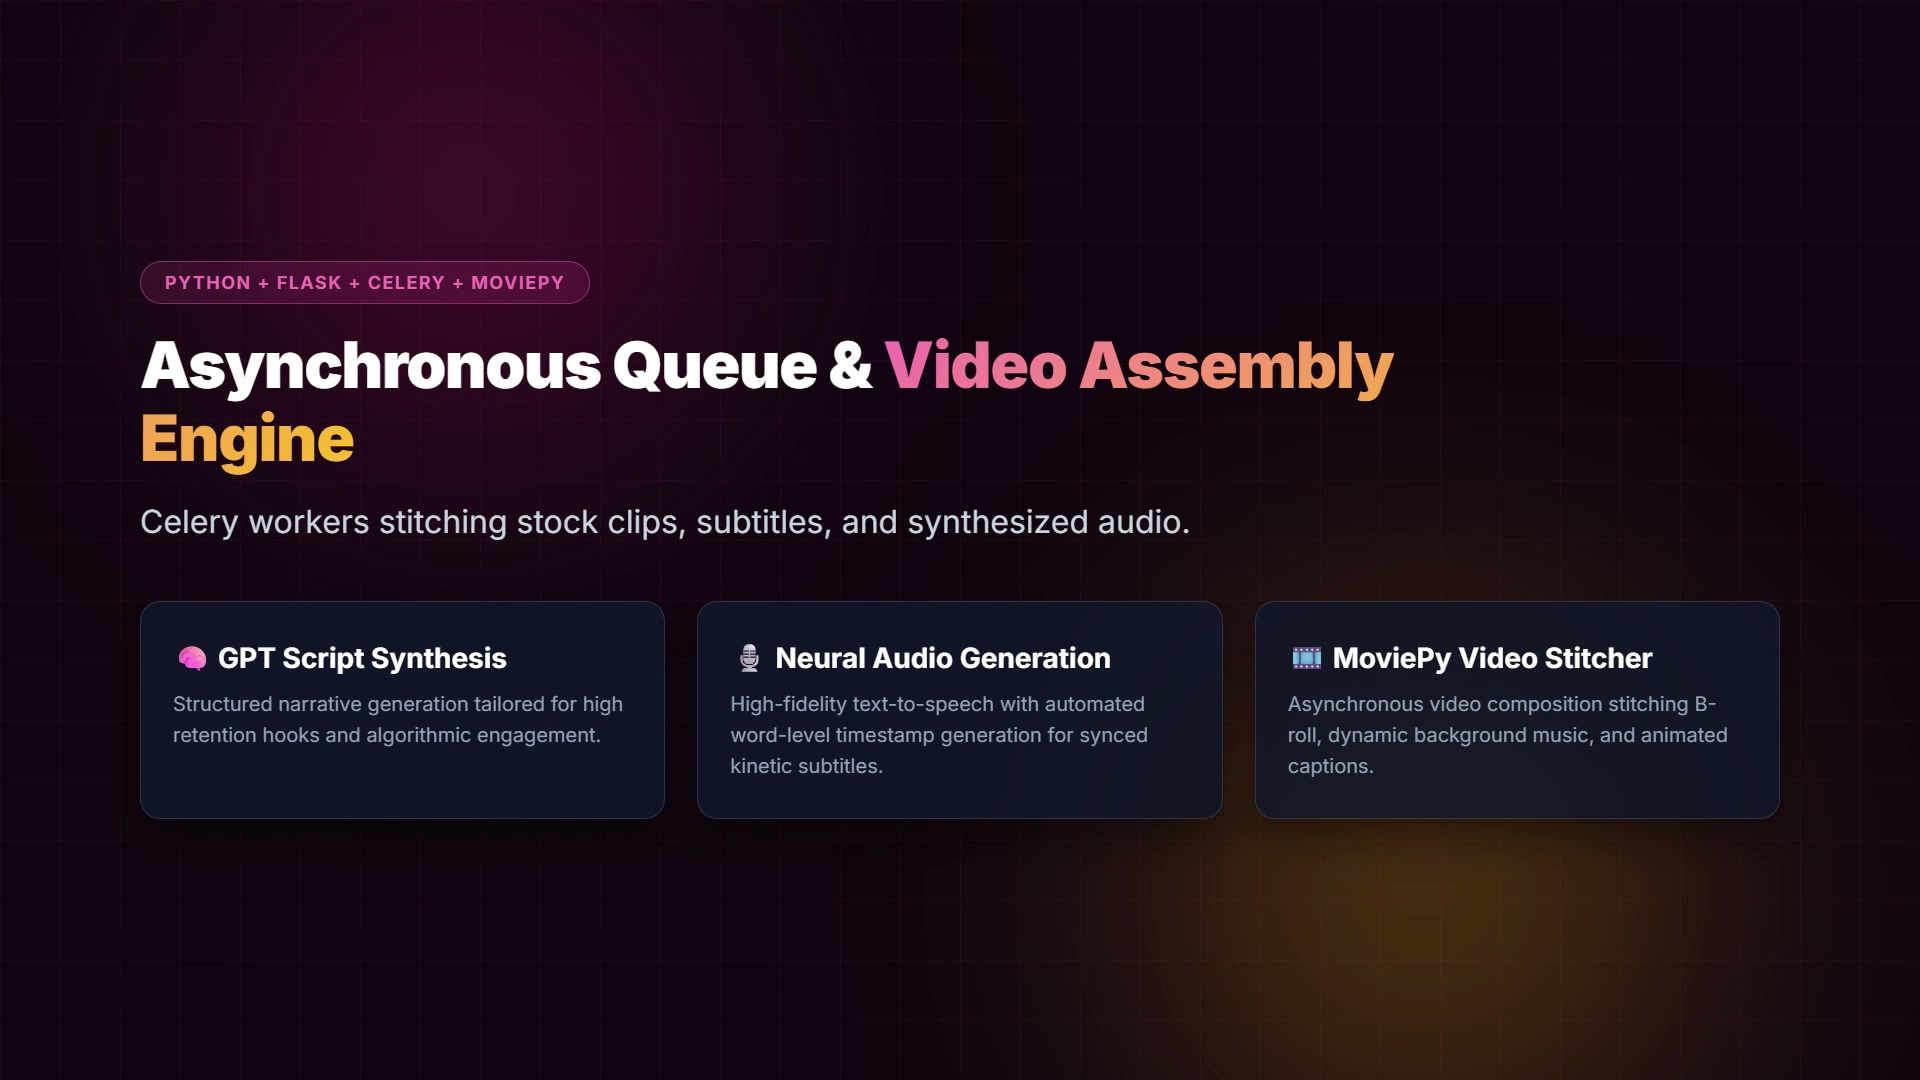 PYTHON + FLASK + CELERY + MOVIEPY
Asynchronous Queue & Video Assembly
Engine
Celery workers stitching stock clips, subtitles, and synthesized audio.
GPT Script Synthesis
Structured narrative generation tailored for high
retention hooks and algorithmic engagement.
Neural Audio Generation
High-fidelity text-to-speech with automated
word-level timestamp generation for synced
kinetic subtitles.
MoviePy Video Stitcher
Asynchronous video composition stitching B-
roll, dynamic background music, and animated
captions.